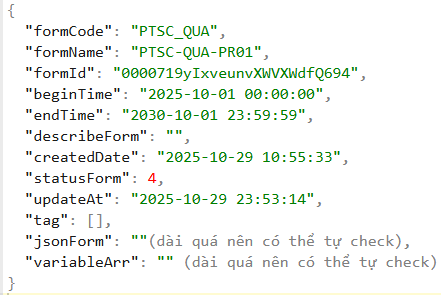 {
"formCode": "PTSC_QUA",
"formName": "PTSC-QUA-PR01",
"formId": "0000719yIxveunvXWVXWdfQ694",
"beginTime": "2025-10-01 00:00:00",
"endTime": "2030-10-01 23:59:59",
"describeForm": "",
"createdDate": "2025-10-29 10:55:33",
"statusForm": 4,
"updateAt": "2025-10-29 23:53:14",
"tag": [],
"jsonForm": ""(dài quá nên có thể tự check),
"variableArr": "" (dài quá nên có thể tự check)
}